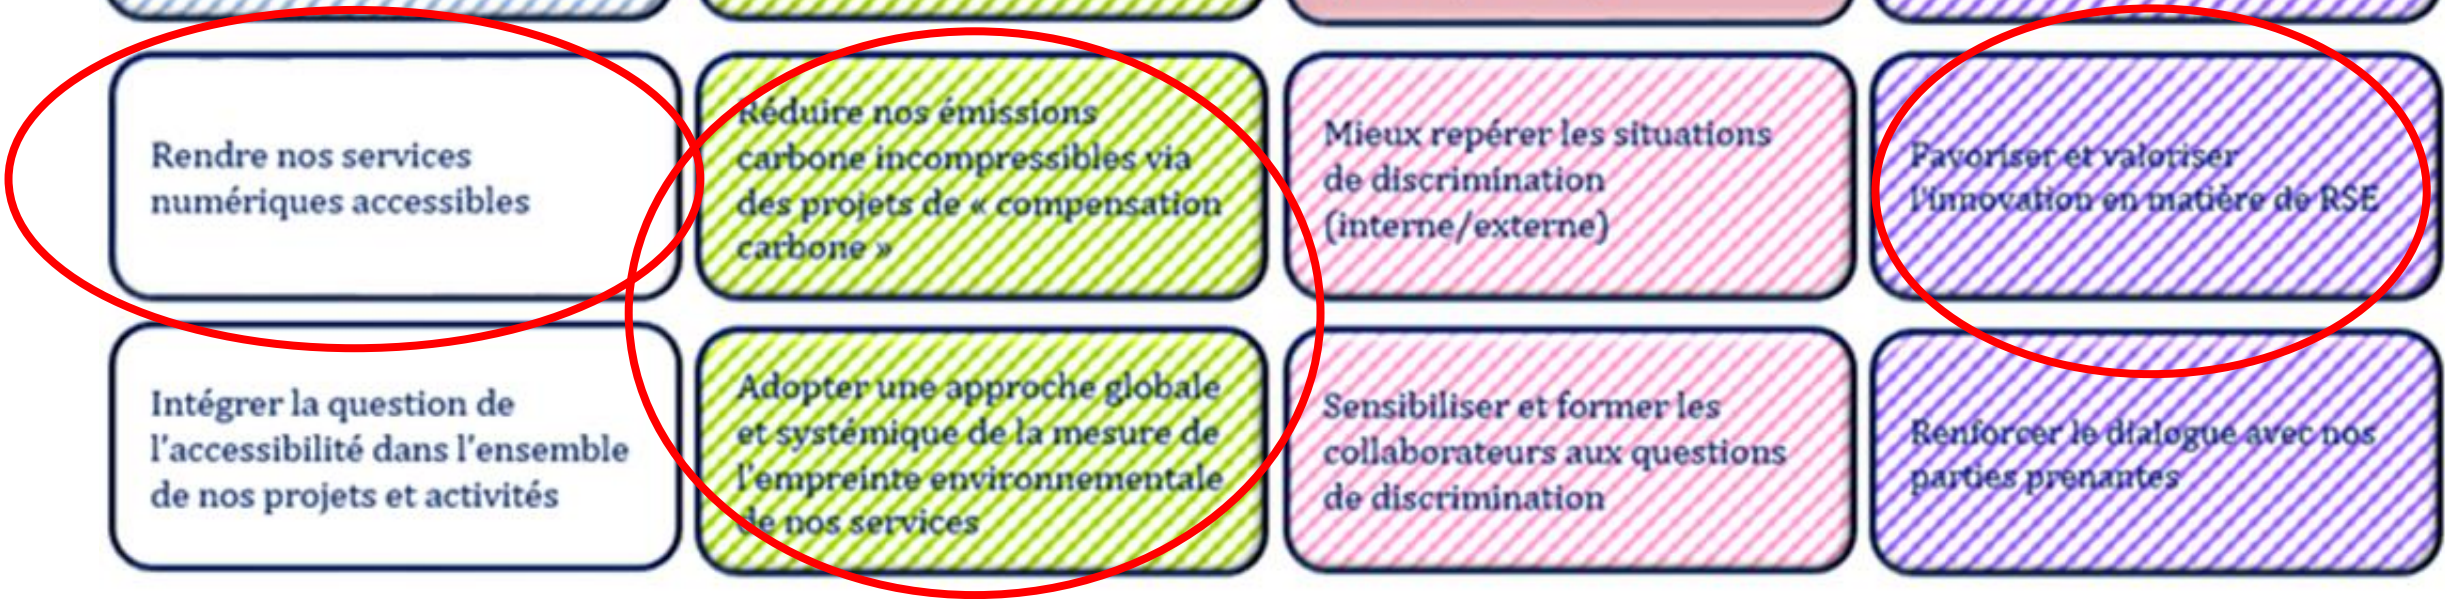 Rendre nos services
numériques accessibles
Réduire nos émissions
carbone incompressibles via
des projets de « compensation
carbone »
Mieux repérer les situations
de discrimination
(interne/externe)
Favoriser et valoriser
l'innovation en matière de RSE
Intégrer la question de
l'accessibilité dans l'ensemble
de nos projets et activités
Adopter une approche globale
et systémique de la mesure de
l'empreinte environnementale
de nos services
Sensibiliser et former les
collaborateurs aux questions
de discrimination
Renforcer le dialogue avec nos
parties prenantes